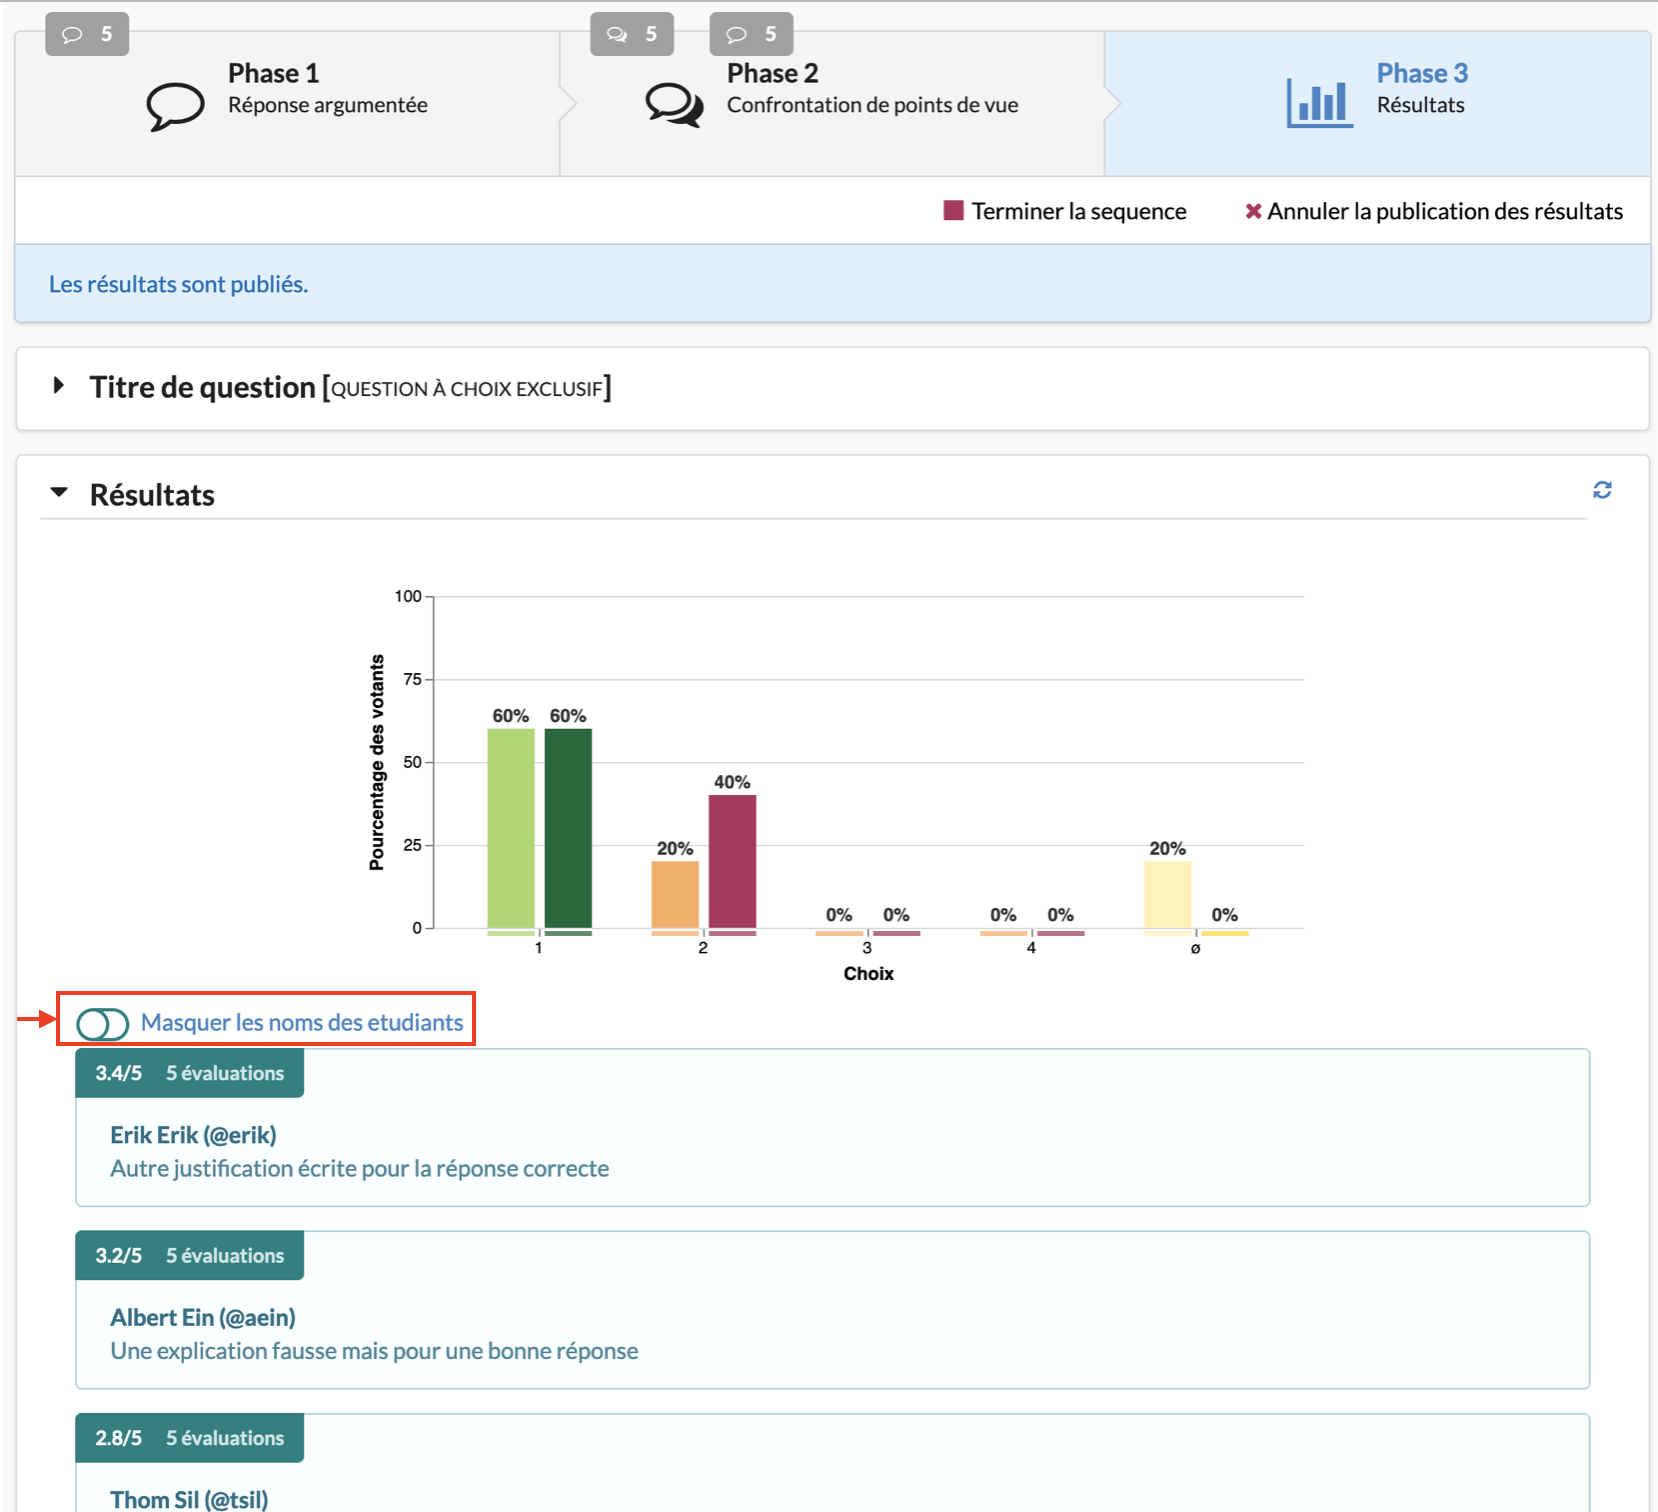 5
5
5
Phase 1
Réponse argumentée
Phase 2
Confrontation de points de vue
Phase 3
Résultats
Terminer la sequence
Annuler la publication des résultats
Les résultats sont publiés.
Titre de question [QUESTION À CHOIX EXCLUSIF]
Résultats
Pourcentage des votants
100
75
50
25
0
60% 60%
20% 40%
0% 0%
0% 0%
20% 0%
1 2 3 4 ø
Choix
Masquer les noms des etudiants
3.4/5 5 évaluations
Erik Erik (@erik)
Autre justification écrite pour la réponse correcte
3.2/5 5 évaluations
Albert Ein (@aein)
Une explication fausse mais pour une bonne réponse
2.8/5 5 évaluations
Thom Sil (@tsil)